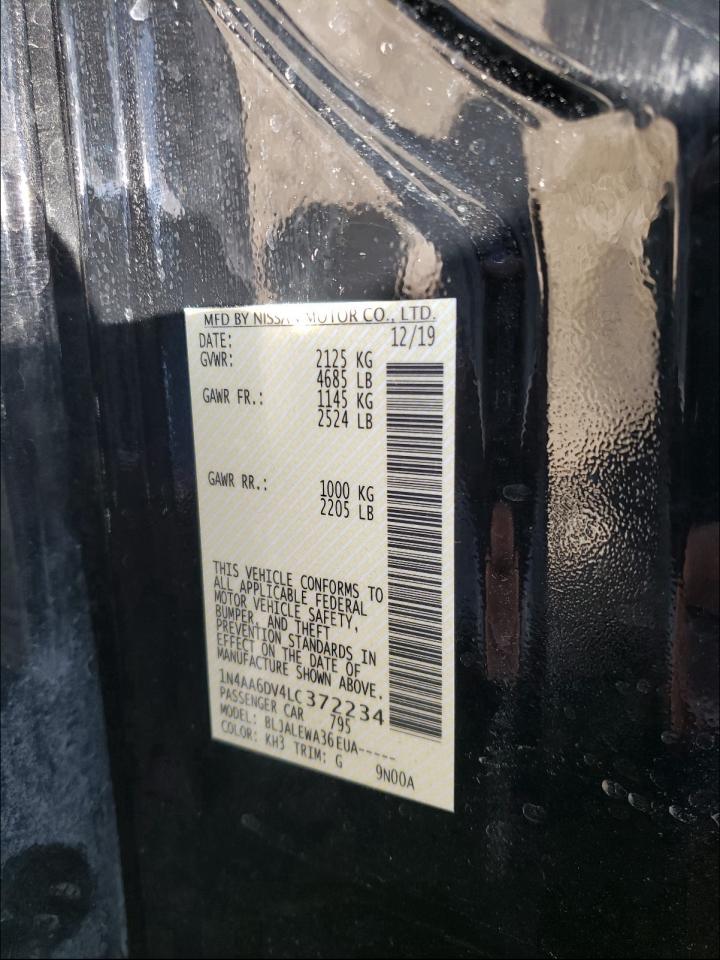 MFD BY NISSAN MOTOR CO., LTD.
DATE: 12/19
GVWR: 2125 KG
4685 LB
GAWR FR.: 1145 KG
2524 LB
GAWR RR.: 1000 KG
2205 LB
THIS VEHICLE CONFORMS TO
ALL APPLICABLE FEDERAL
MOTOR VEHICLE SAFETY,
BUMPER, AND THEFT
PREVENTION STANDARDS IN
EFFECT ON THE DATE OF
MANUFACTURE SHOWN ABOVE.
1N4AA6DV4LC372234
PASSENGER CAR 795
MODEL: BLJALEWA36EUA-----
COLOR: KH3 TRIM: G 9N00A